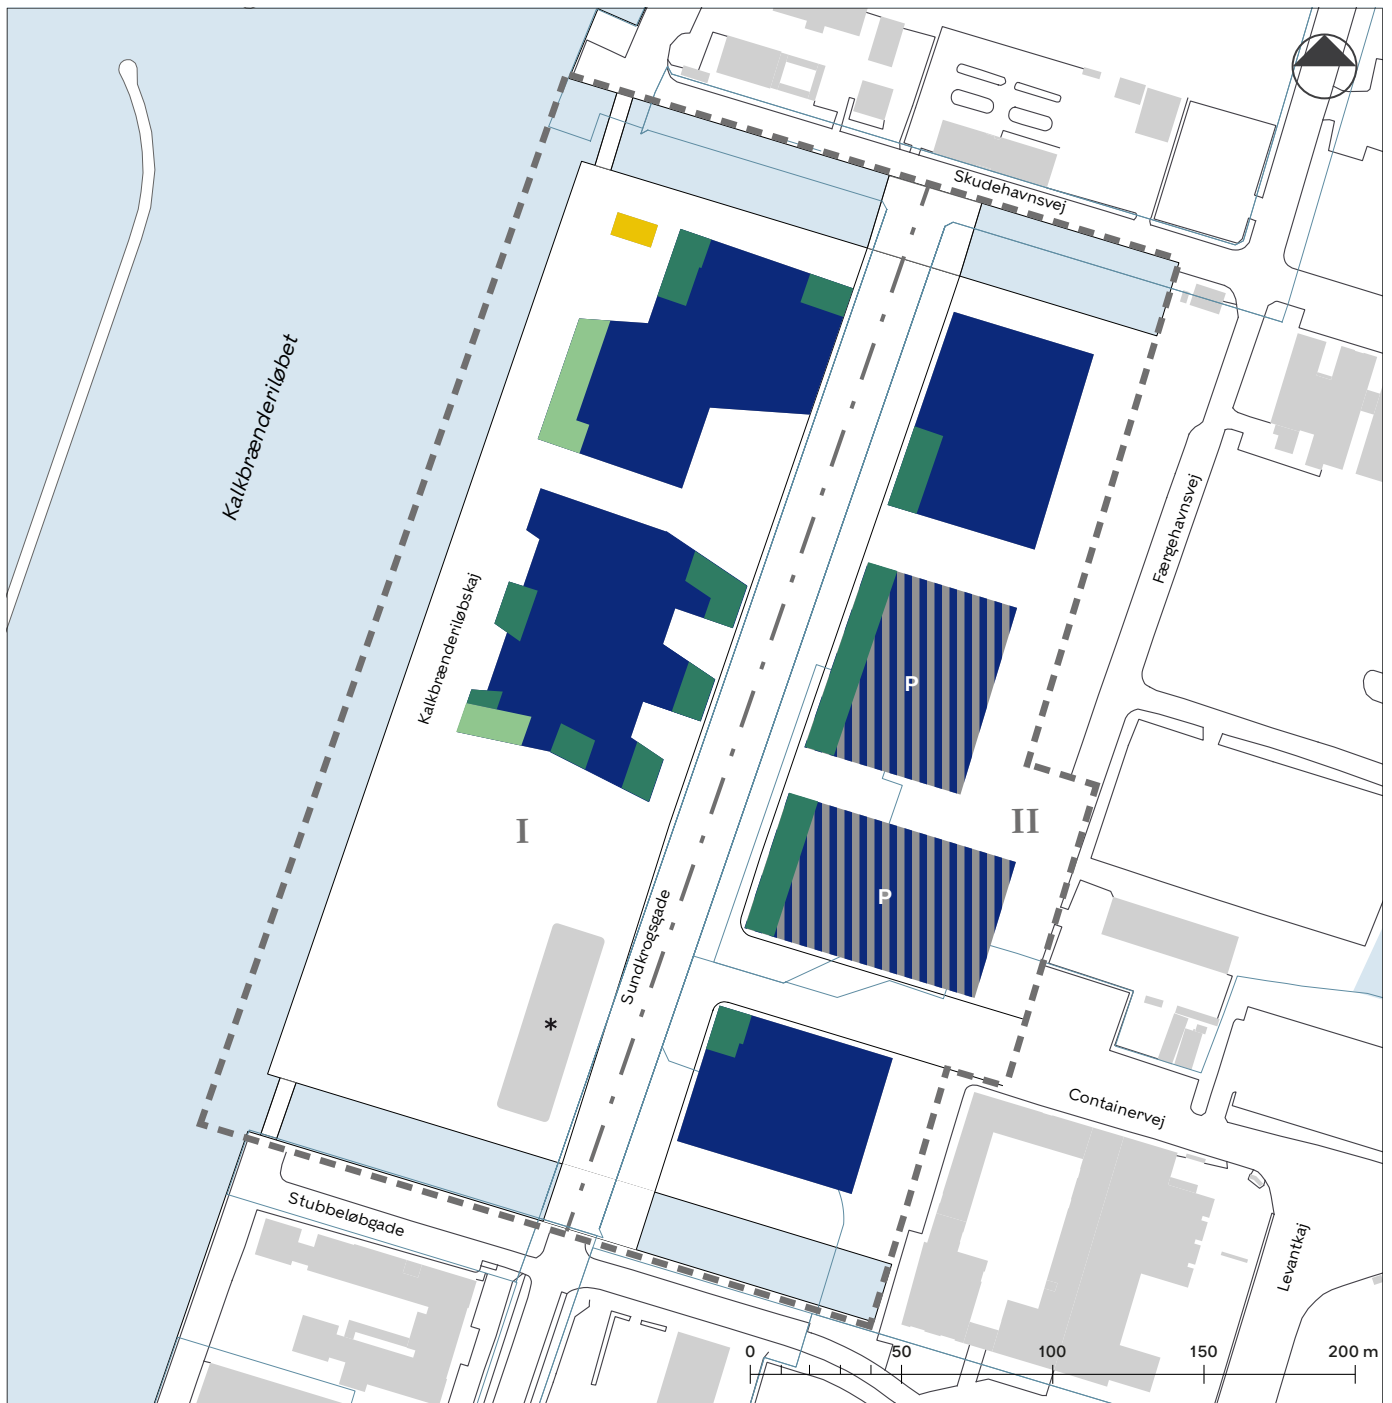 Skudehavnsvej
Kalkbrænderiløbet
Færgehavnsvej
Kalkbrænderiløbskaj
P
I
II
P
Sundkrogsgade
*
Containervej
Stubbeløbgade
Levantkaj
0 50 100 150 200 m